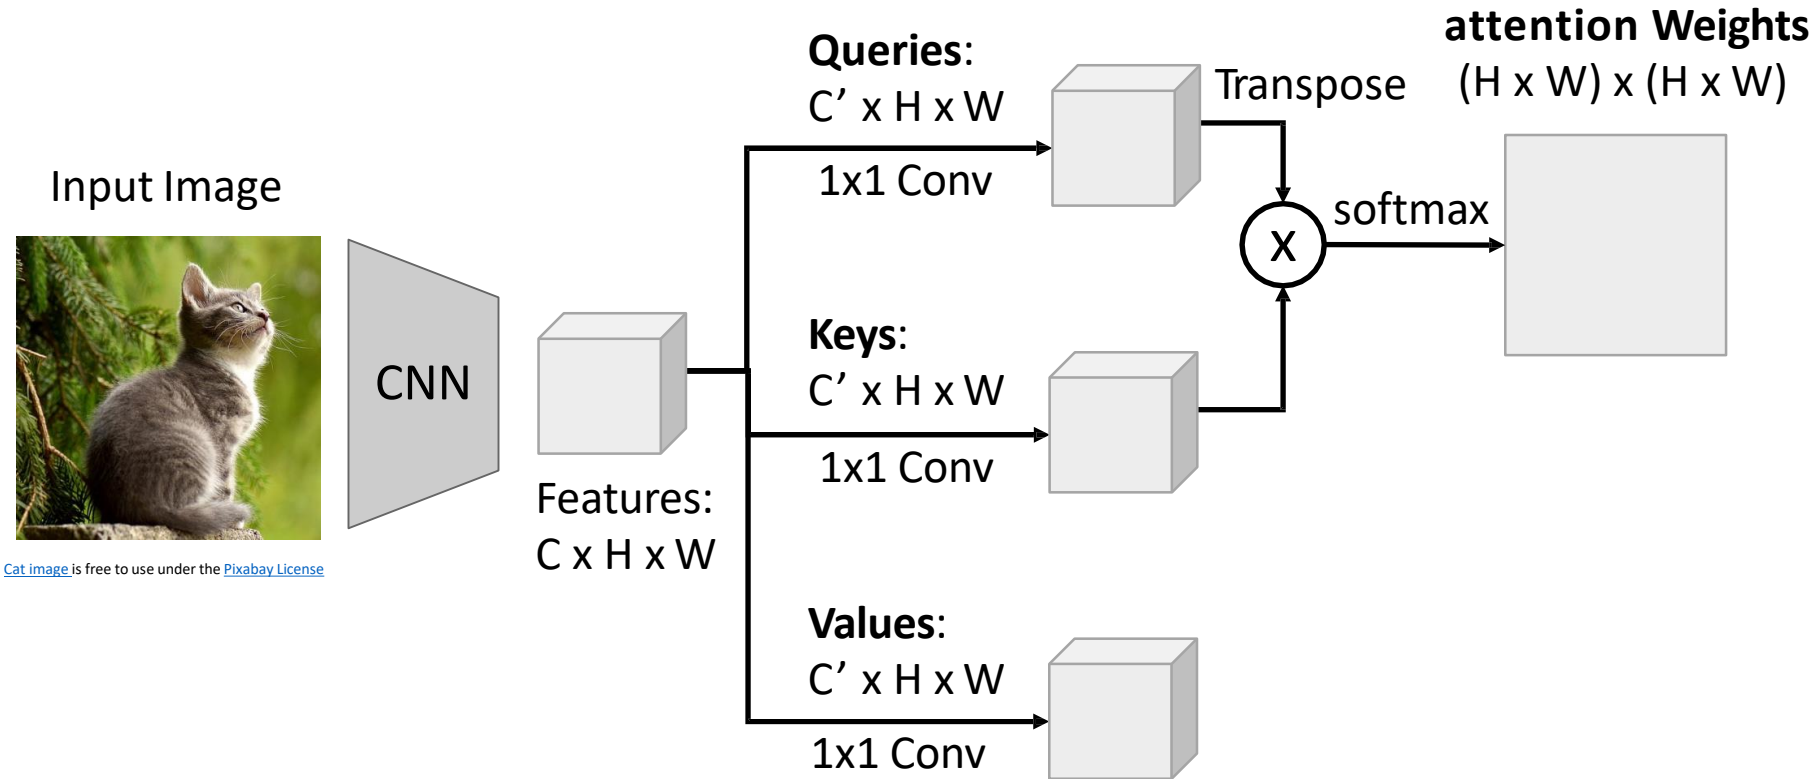 attention Weights
(H x W) x (H x W)
Queries:
C’ x H x W
1x1 Conv
Transpose
softmax
X
Input Image
CNN
Cat image is free to use under the Pixabay License
Features:
C x H x W
Keys:
C’ x H x W
1x1 Conv
Values:
C’ x H x W
1x1 Conv